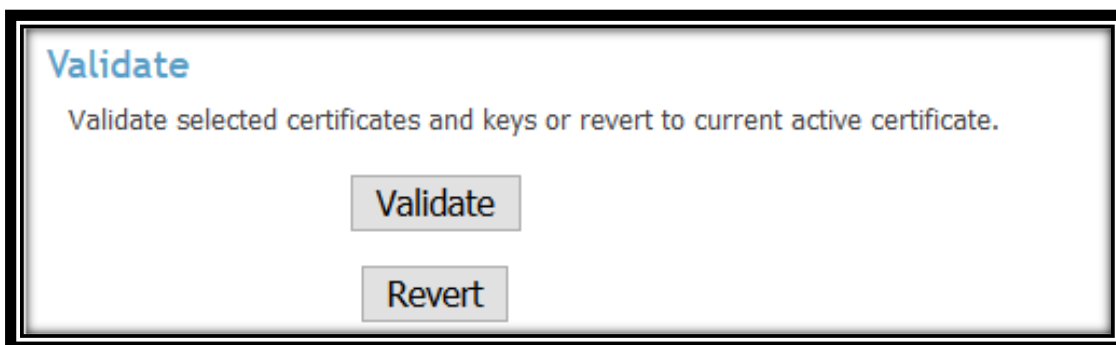 Validate
Validate selected certificates and keys or revert to current active certificate.
Validate
Revert